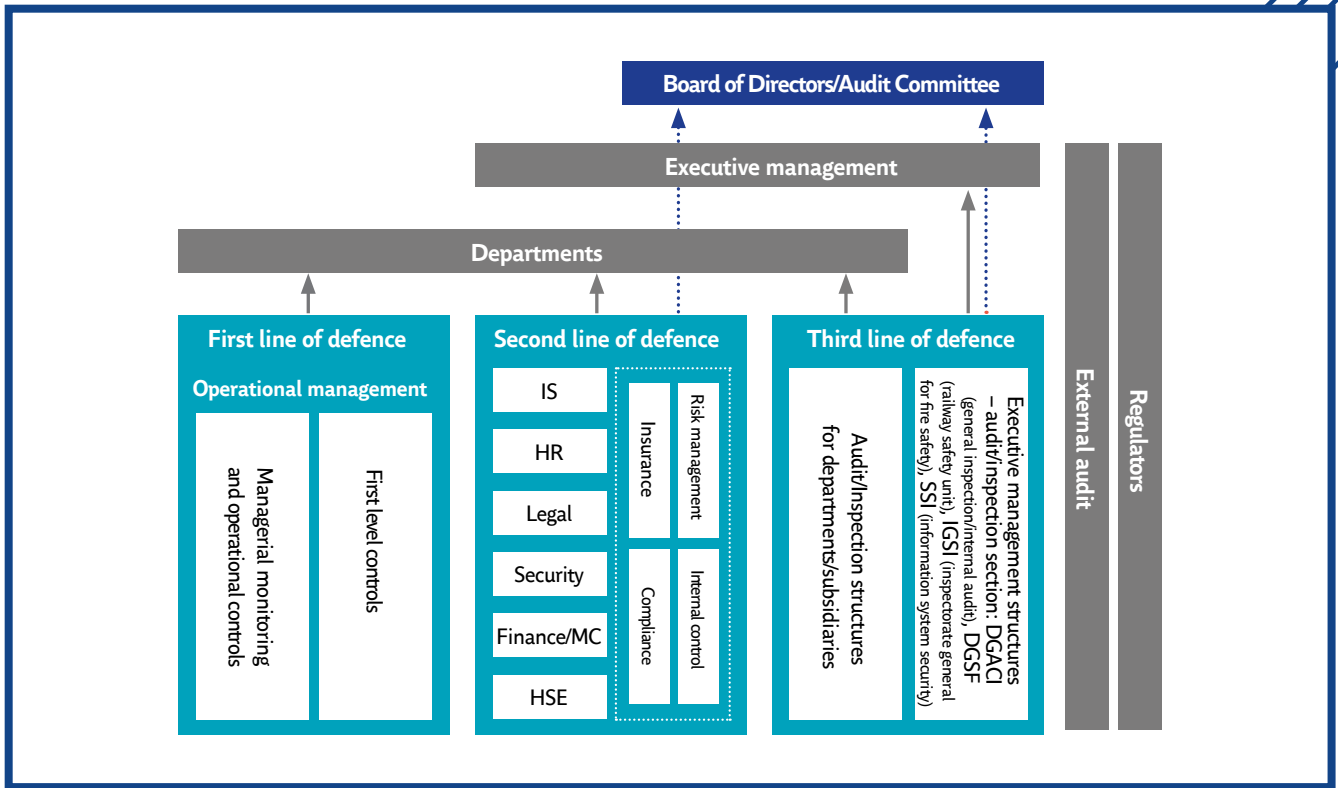 Board of Directors/Audit Committee
Executive management
Departments
First line of defence
Operational management
Managerial monitoring
and operational controls
First level controls
Second line of defence
IS
HR
Legal
Security
Finance/MC
HSE
Insurance
Risk management
Compliance
Internal control
Third line of defence
Audit/Inspection structures
for departments/subsidiaries
Executive management structures
– audit/inspection section: DGACI
(general inspection/internal audit), DGSF
(railway safety unit), IGSI (inspectorate general
for fire safety), SSI (information system security)
External audit
Regulators